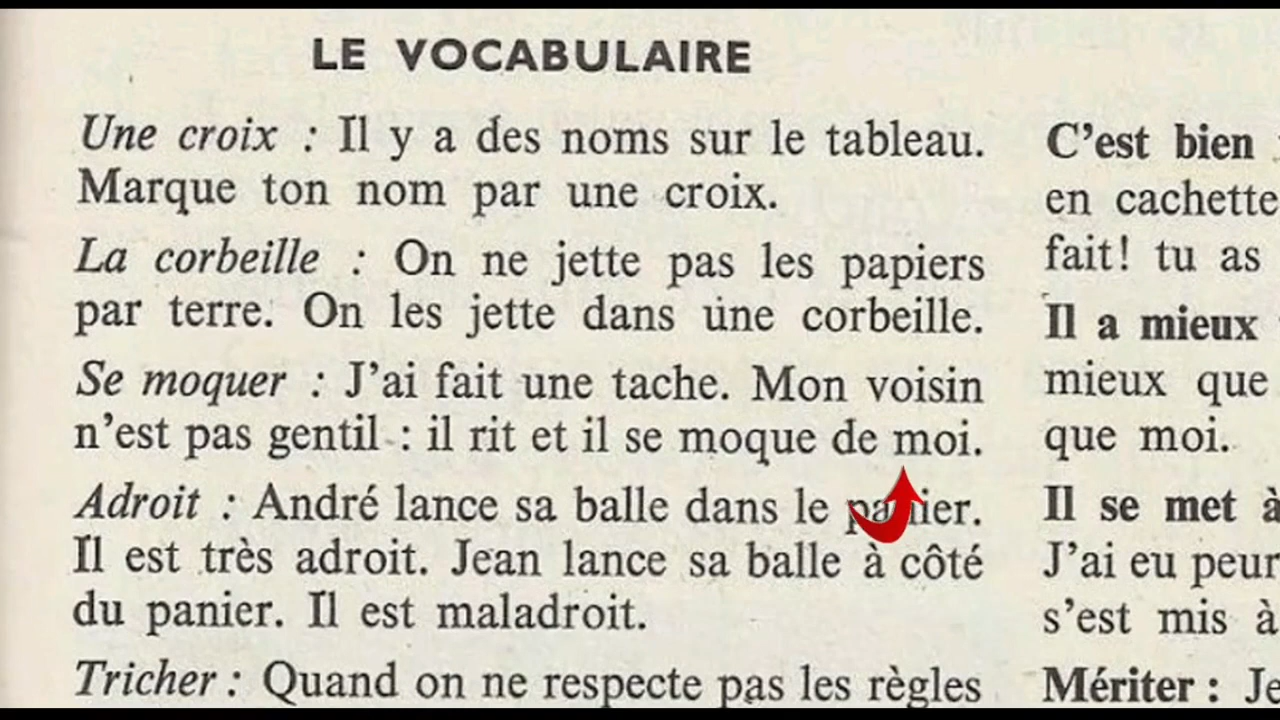 LE VOCABULAIRE
Une croix : Il y a des noms sur le tableau.
Marque ton nom par une croix.
La corbeille : On ne jette pas les papiers
par terre. On les jette dans une corbeille.
Se moquer : J'ai fait une tache. Mon voisin
n'est pas gentil : il rit et il se moque de moi.
Adroit : André lance sa balle dans le panier.
Il est très adroit. Jean lance sa balle à côté
du panier. Il est maladroit.
Tricher : Quand on ne respecte pas les règles
C'est bien
en cachette
fait! tu as
Il a mieux
mieux que
que moi.
Il se met à
J'ai eu peur
s'est mis à
Mériter : Je